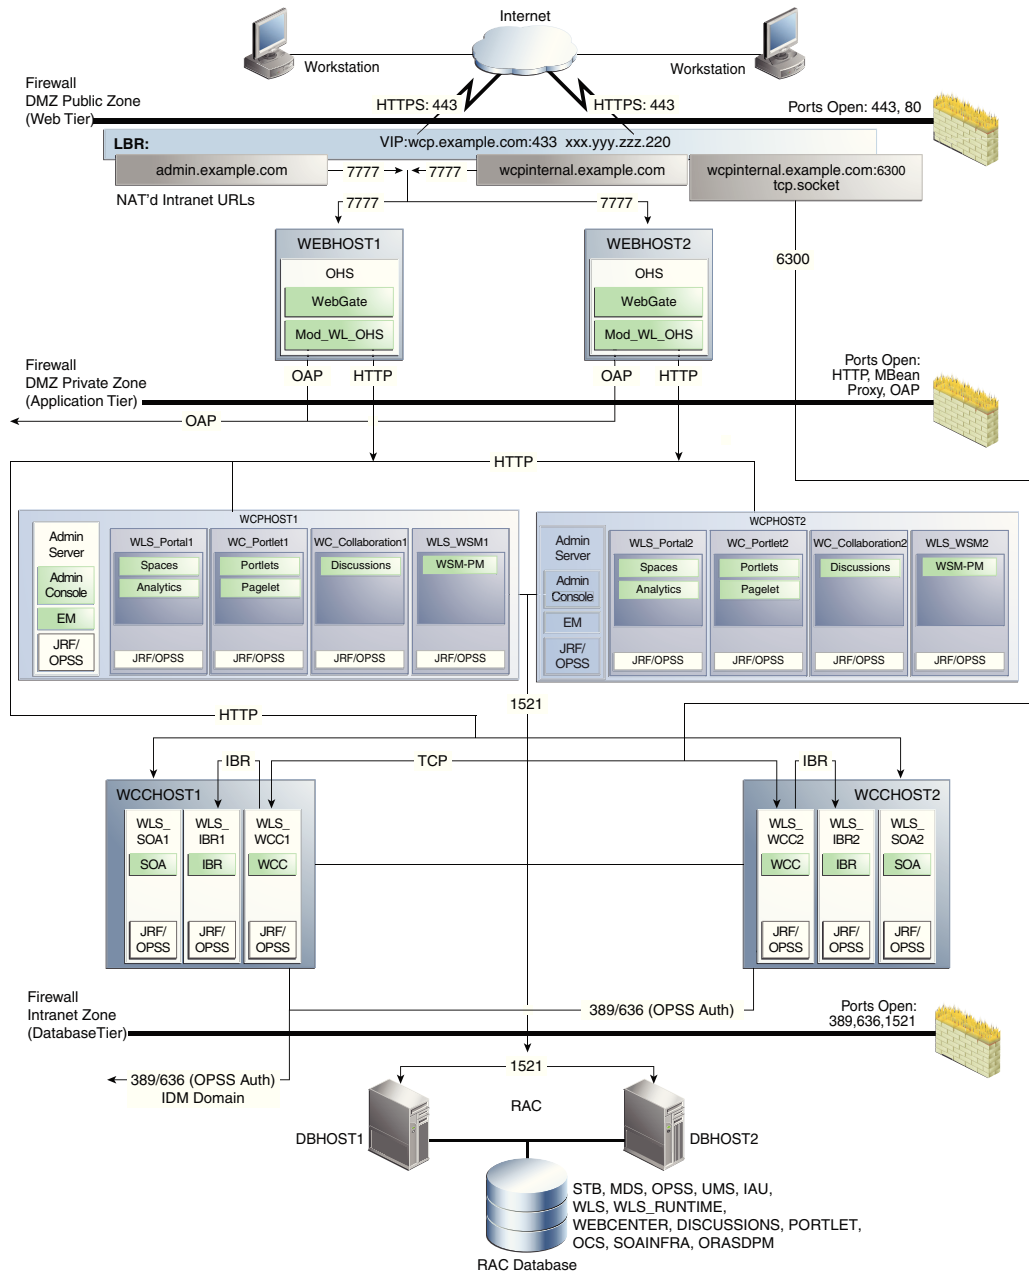 Internet
Workstation
Workstation
Firewall
DMZ Public Zone
(Web Tier)
HTTPS: 443
HTTPS: 443
Ports Open: 443, 80
LBR:
VIP:wcp.example.com:433 xxx.yyy.zzz.220
admin.example.com
7777
7777
wcpinternal.example.com
wcpinternal.example.com:6300
tcp.socket
NAT'd Intranet URLs
7777
7777
WEBHOST1
OHS
WebGate
Mod_WL_OHS
WEBHOST2
OHS
WebGate
Mod_WL_OHS
6300
Firewall
DMZ Private Zone
(Application Tier)
OAP
HTTP
OAP
HTTP
Ports Open:
HTTP, MBean
Proxy, OAP
OAP
HTTP
WCPHOST1
Admin
Server
Admin
Console
EM
JRF/
OPSS
WLS_Portal1
Spaces
Analytics
JRF/OPSS
WC_Portlet1
Portlets
Pagelet
JRF/OPSS
WC_Collaboration1
Discussions
JRF/OPSS
WLS_WSM1
WSM-PM
JRF/OPSS
WCPHOST2
Admin
Server
Admin
Console
EM
JRF/
OPSS
WLS_Portal2
Spaces
Analytics
JRF/OPSS
WC_Portlet2
Portlets
Pagelet
JRF/OPSS
WC_Collaboration2
Discussions
JRF/OPSS
WLS_WSM2
WSM-PM
JRF/OPSS
1521
HTTP
IBR
TCP
IBR
WCCHOST1
WLS_
SOA1
SOA
JRF/
OPSS
WLS_
IBR1
IBR
JRF/
OPSS
WLS_
WCC1
WCC
JRF/
OPSS
WCCHOST2
WLS_
WCC2
WCC
JRF/
OPSS
WLS_
IBR2
IBR
JRF/
OPSS
WLS_
SOA2
SOA
JRF/
OPSS
Firewall
Intranet Zone
(DatabaseTier)
389/636 (OPSS Auth)
Ports Open:
389,636,1521
389/636 (OPSS Auth)
IDM Domain
1521
RAC
DBHOST1
DBHOST2
STB, MDS, OPSS, UMS, IAU,
WLS, WLS_RUNTIME,
WEBCENTER, DISCUSSIONS, PORTLET,
OCS, SOAINFRA, ORASDPM
RAC Database